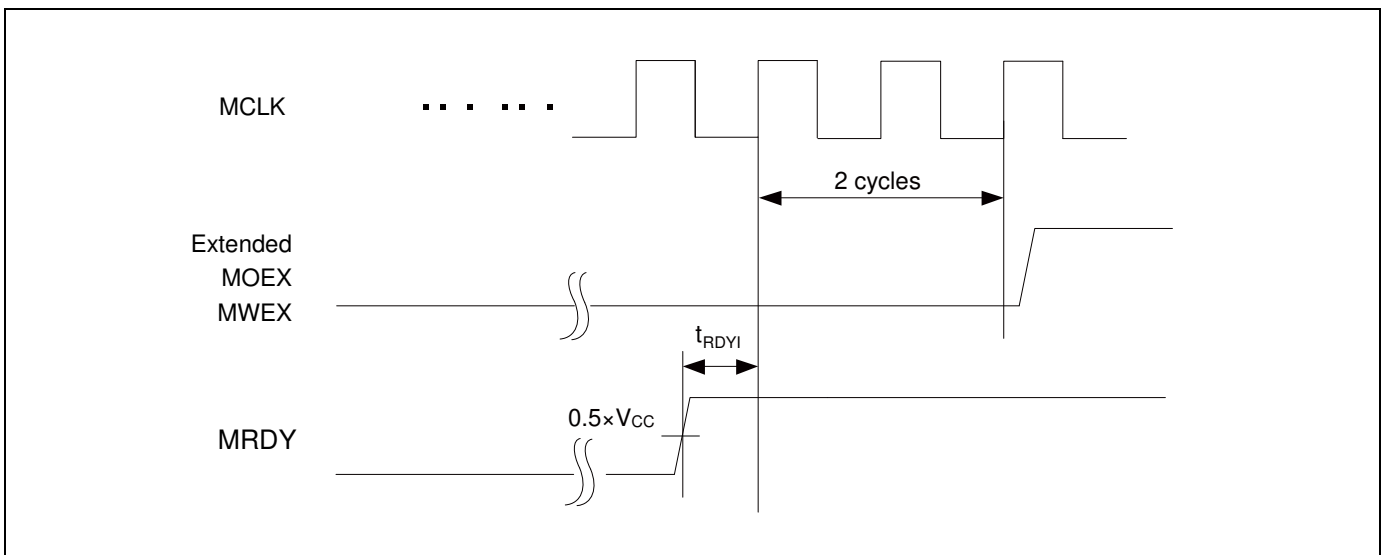 MCLK
2 cycles
Extended
MOEX
MWEX
tRDYI
0.5×VCC
MRDY